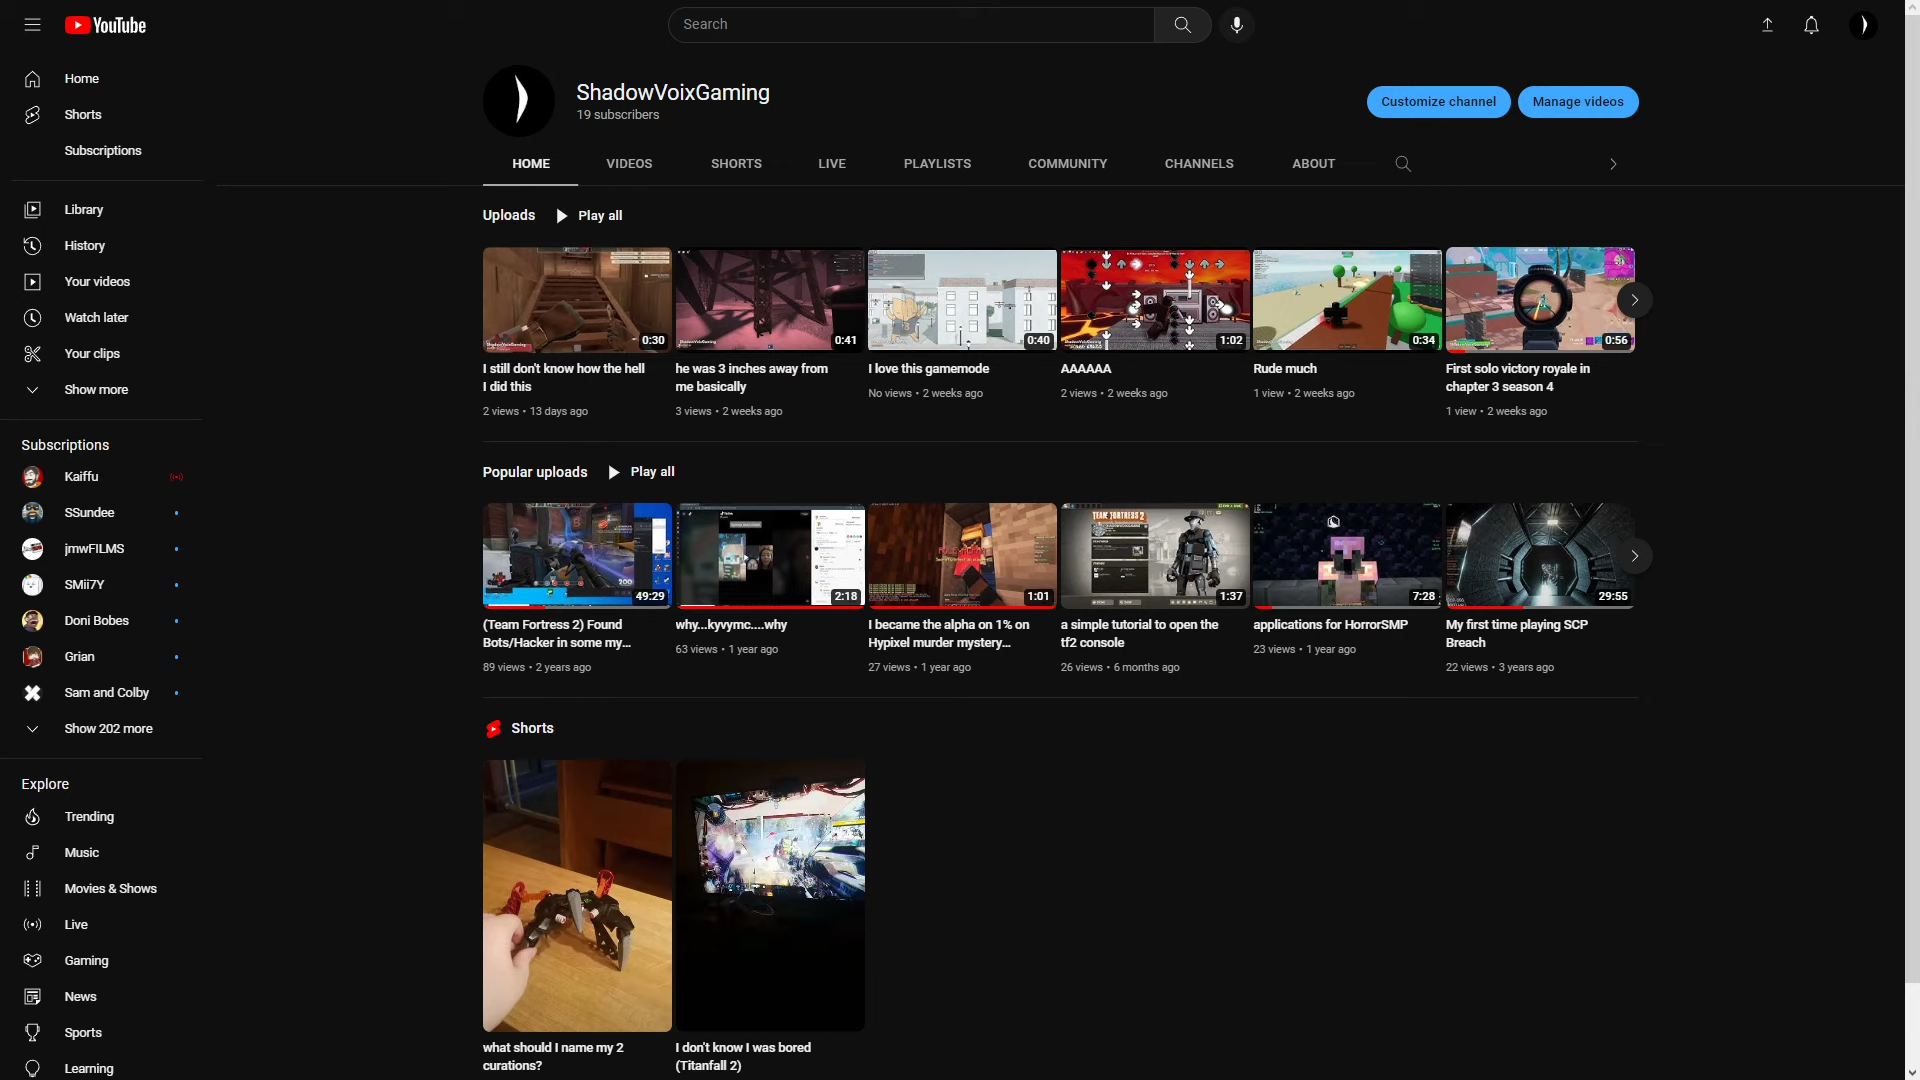 YouTube
Search
Home
Shorts
Subscriptions
Library
History
Your videos
Watch later
Your clips
Show more
Subscriptions
Kaiffu
SSundee
jmwFILMS
SMii7Y
Doni Bobes
Grian
Sam and Colby
Show 202 more
Explore
Trending
Music
Movies & Shows
Live
Gaming
News
Sports
Learning
ShadowVoixGaming
19 subscribers
Customize channel
Manage videos
HOME VIDEOS SHORTS LIVE PLAYLISTS COMMUNITY CHANNELS ABOUT
Uploads Play all
0:30 0:41 0:40 1:02 0:34 0:56
I still don't know how the hell
I did this
2 views • 13 days ago
he was 3 inches away from
me basically
3 views • 2 weeks ago
I love this gamemode
No views • 2 weeks ago
AAAAAA
2 views • 2 weeks ago
Rude much
1 view • 2 weeks ago
First solo victory royale in
chapter 3 season 4
1 view • 2 weeks ago
Popular uploads Play all
TEAM FORTRESS 2
200
49:29 2:18 1:01 1:37 7:28 29:55
(Team Fortress 2) Found
Bots/Hacker in some my...
89 views • 2 years ago
why...kyvymc....why
63 views • 1 year ago
I became the alpha on 1% on
Hypixel murder mystery...
27 views • 1 year ago
a simple tutorial to open the
tf2 console
26 views • 6 months ago
applications for HorrorSMP
23 views • 1 year ago
My first time playing SCP
Breach
22 views • 3 years ago
Shorts
what should I name my 2
curations?
I don't know I was bored
(Titanfall 2)